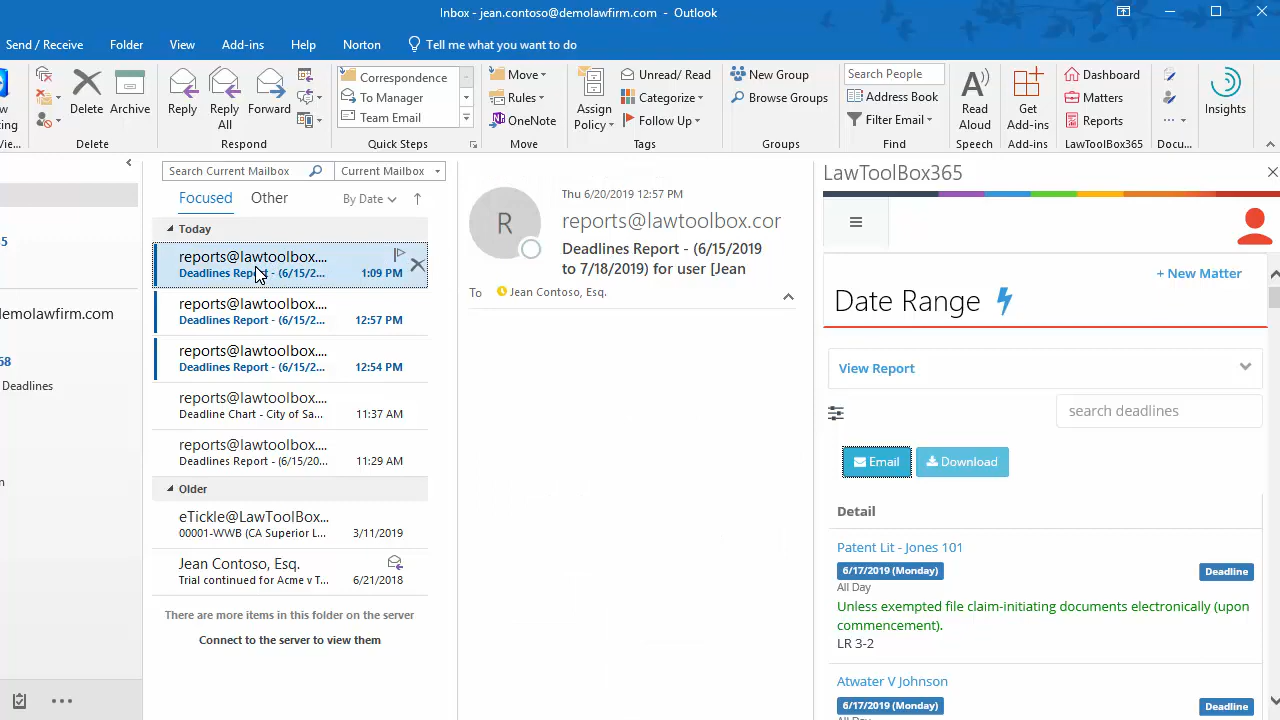 Inbox - jean.contoso@demolawfirm.com - Outlook
Send / Receive Folder View Add-ins Help Norton Tell me what you want to do
Delete
Archive
Delete
Reply
Reply All
Forward
Respond
Correspondence
To Manager
Team Email
Quick Steps
Move
Rules
OneNote
Move
Assign Policy
Unread/ Read
Categorize
Follow Up
Tags
New Group
Browse Groups
Groups
Search People
Address Book
Filter Email
Find
Read Aloud
Speech
Get Add-ins
Add-ins
Dashboard
Matters
Reports
LawToolBox365
...
Docu...
Insights
5
emolawfirm.com
68
Deadlines
Search Current Mailbox Current Mailbox
Focused Other By Date
Today
reports@lawtoolbox....
Deadlines Report - (6/15/2... 1:09 PM
reports@lawtoolbox....
Deadlines Report - (6/15/2... 12:57 PM
reports@lawtoolbox....
Deadlines Report - (6/15/2... 12:54 PM
reports@lawtoolbox....
Deadline Chart - City of Sa... 11:37 AM
reports@lawtoolbox....
Deadlines Report - (6/15/20... 11:29 AM
Older
eTickle@LawToolBox...
00001-WWB (CA Superior L... 3/11/2019
Jean Contoso, Esq.
Trial continued for Acme v T... 6/21/2018
There are more items in this folder on the server
Connect to the server to view them
R
Thu 6/20/2019 12:57 PM
reports@lawtoolbox.cor
Deadlines Report - (6/15/2019
to 7/18/2019) for user [Jean
To Jean Contoso, Esq.
LawToolBox365
+ New Matter
Date Range
View Report
search deadlines
Email Download
Detail
Patent Lit - Jones 101
6/17/2019 (Monday) Deadline
All Day
Unless exempted file claim-initiating documents electronically (upon
commencement).
LR 3-2
Atwater V Johnson
6/17/2019 (Monday) Deadline